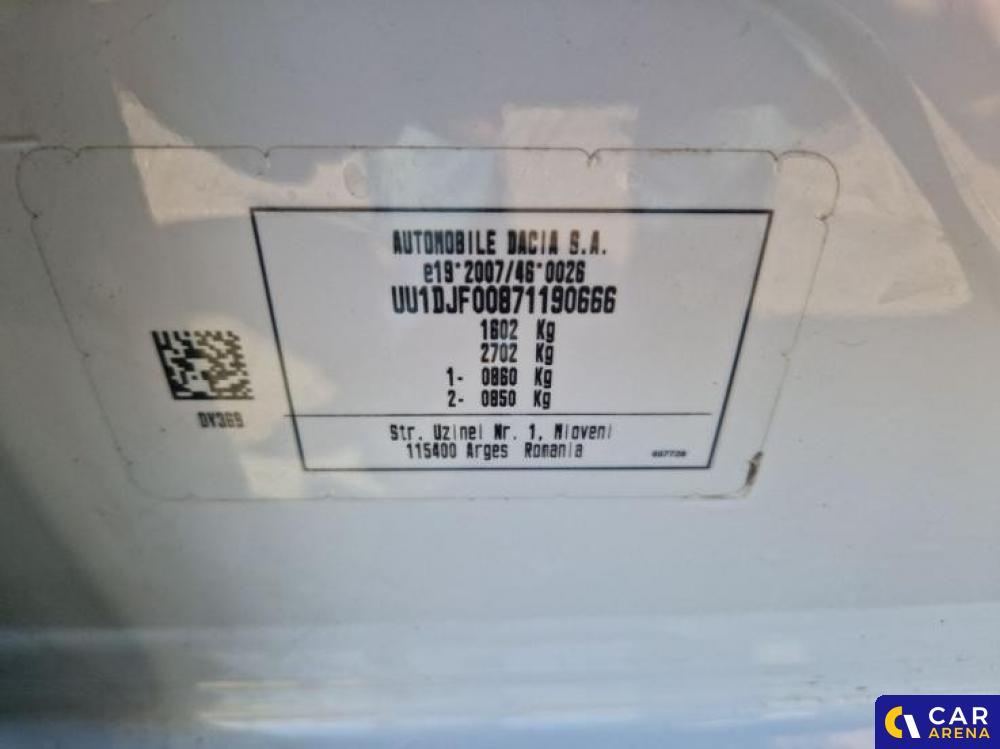 AUTOMOBILE DACIA S.A.
e19*2007/46*0026
UU1DJF00871190666
1602 Kg
2702 Kg
1- 0860 Kg
2- 0850 Kg
DV369
Str. Uzinei Nr. 1, Mioveni
115400 Arges Romania
CAR
ARENA